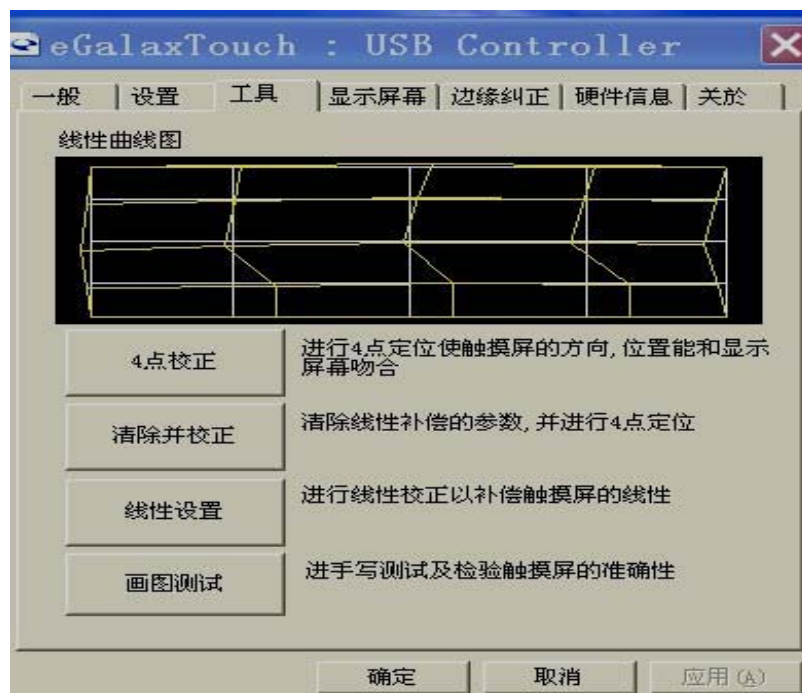 eGalaxTouch : USB Controller
一般 设置 工具 显示屏幕 边缘纠正 硬件信息 关於
线性曲线图
4点校正
进行4点定位使触摸屏的方向, 位置能和显示
屏幕吻合
清除并校正
清除线性补偿的参数, 并进行4点定位
线性设置
进行线性校正以补偿触摸屏的线性
画图测试
进手写测试及检验触摸屏的准确性
确定 取消 应用(A)